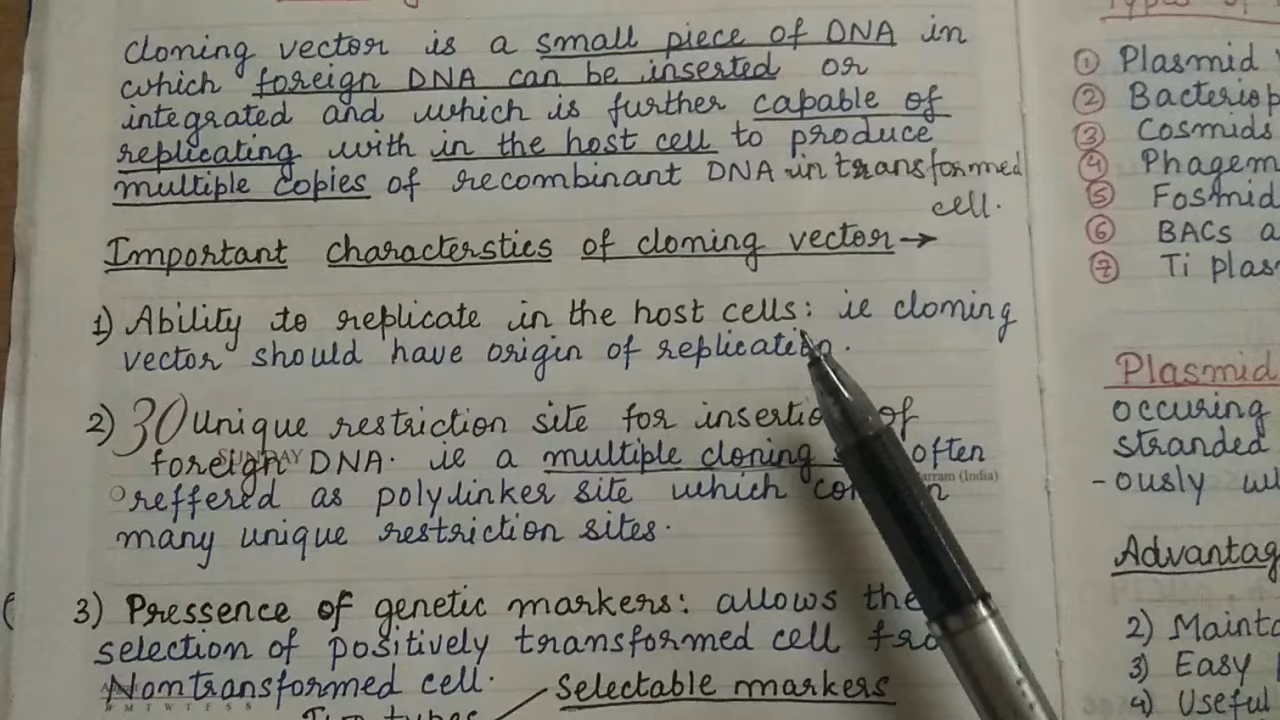 cloning vector is a small piece of DNA in
which foreign DNA can be inserted or
integrated and which is further capable of
replicating with in the host cell to produce
multiple copies of recombinant DNA in transformed
cell.
Important characterstics of cloning vector→
1) Ability to replicate in the host cells: ie cloning
vector should have origin of replication.
2) 30 Unique restriction site for insertion of
SUNDAY
foreign DNA. ie a multiple cloning often
reffered as polylinker site which
many unique restriction sites.
3) Pressence of genetic markers: allows the
selection of positively transformed cell
Nontransformed cell.
M T W T F S S
Selectable markers
① Plasmid
②
③ Cosmids
④
⑤ Fosmid
⑥ BACs
⑦ Ti
Plasmid
occuring
stranded
-ously
2)
3) Easy
4) Useful
(India)